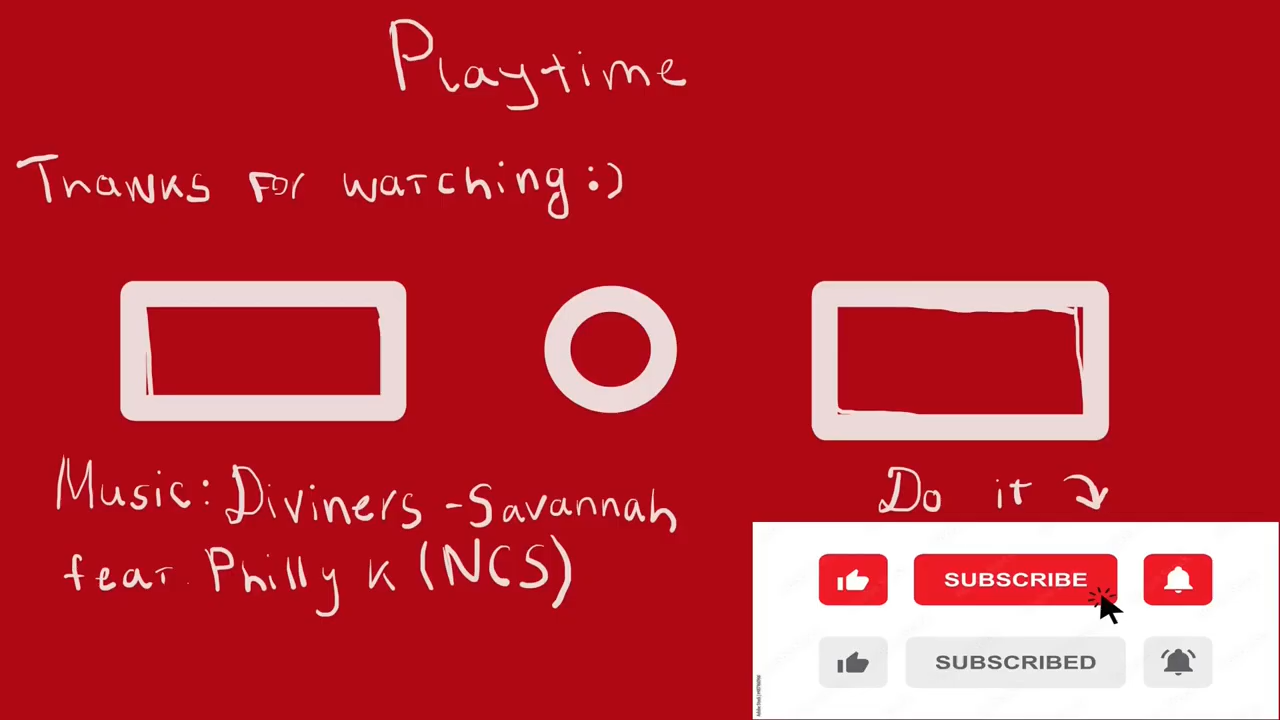 Playtime
Thanks for watching :)
Music: Diviners - Savannah
feat. Philly K (NCS)
Do it
SUBSCRIBE
SUBSCRIBED